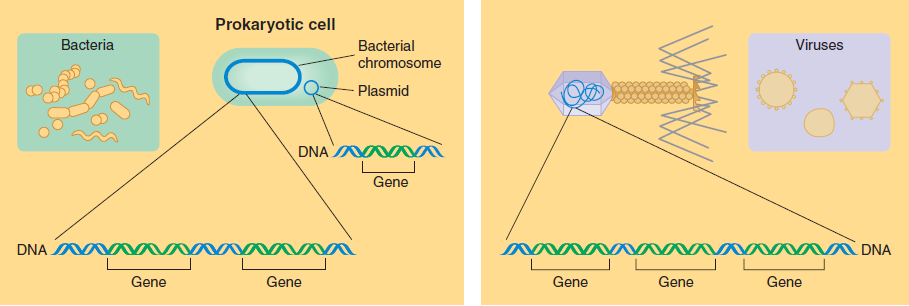 Prokaryotic cell
Bacteria
Bacterial
chromosome
Plasmid
DNA
Gene
DNA
Gene
Gene
Viruses
DNA
Gene
Gene
Gene